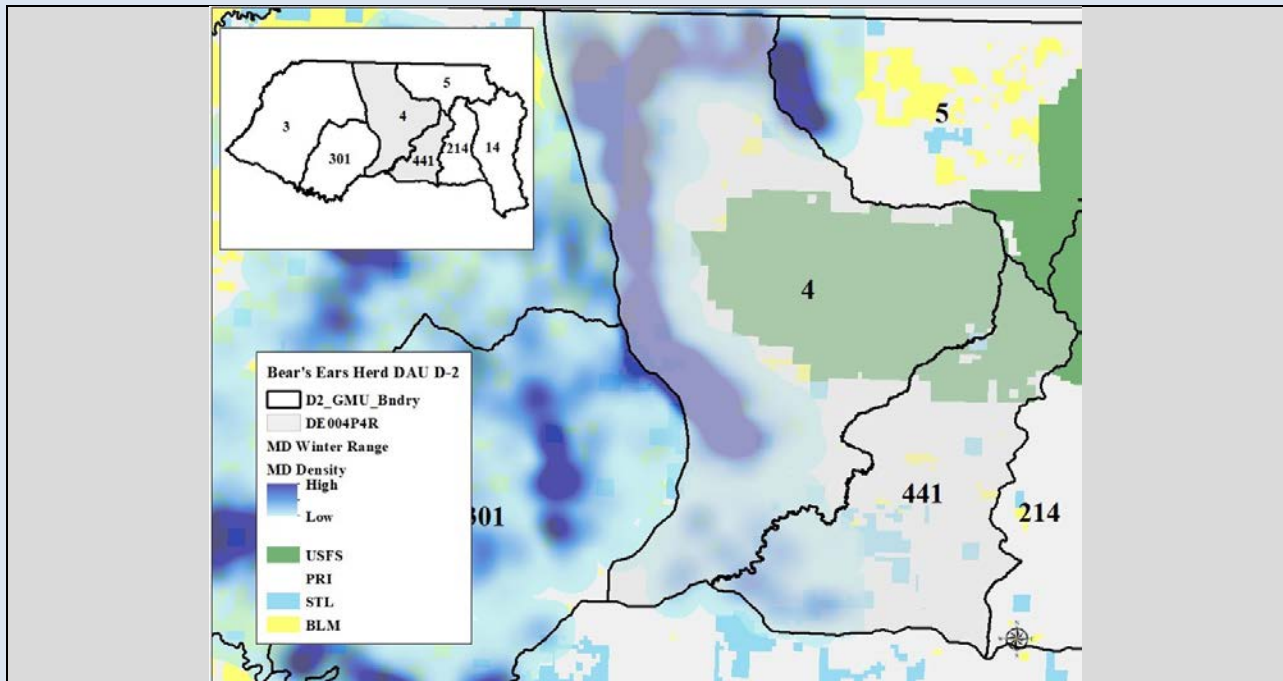 5
3
4
301
441
214
14
5
4
Bear's Ears Herd DAU D-2
D2_GMU_Bndry
DE004P4R
MD Winter Range
MD Density
High
Low
USFS
PRI
STL
BLM
301
441
214
N
W
E
S